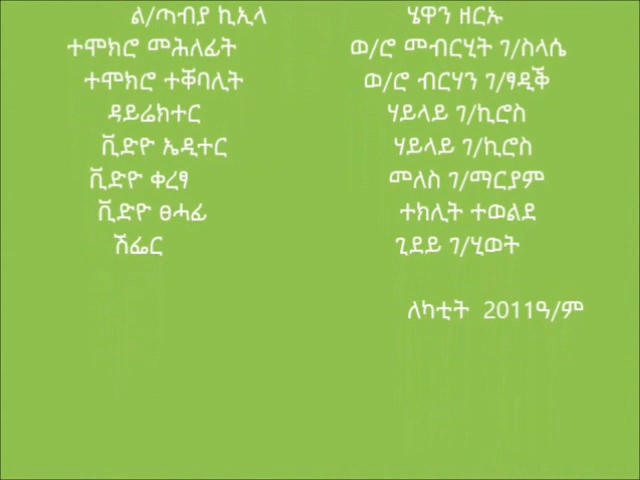 ል/ጣብያ ኪኢላ ሄዋን ዘርኡ
ተሞክሮ መሕለፊት ወ/ሮ መብርሂት ገ/ስላሴ
ተሞክሮ ተቐባሊት ወ/ሮ ብርሃን ገ/ፃዲቕ
ዳይሬክተር ሃይላይ ገ/ኪሮስ
ቪድዮ ኤዲተር ሃይላይ ገ/ኪሮስ
ቪድዮ ቀረፃ መለስ ገ/ማርያም
ቪድዮ ፀሓፊ ተክሊት ተወልደ
ሽፌር ጊደይ ገ/ሂወት
ለካቲት 2011ዓ/ም